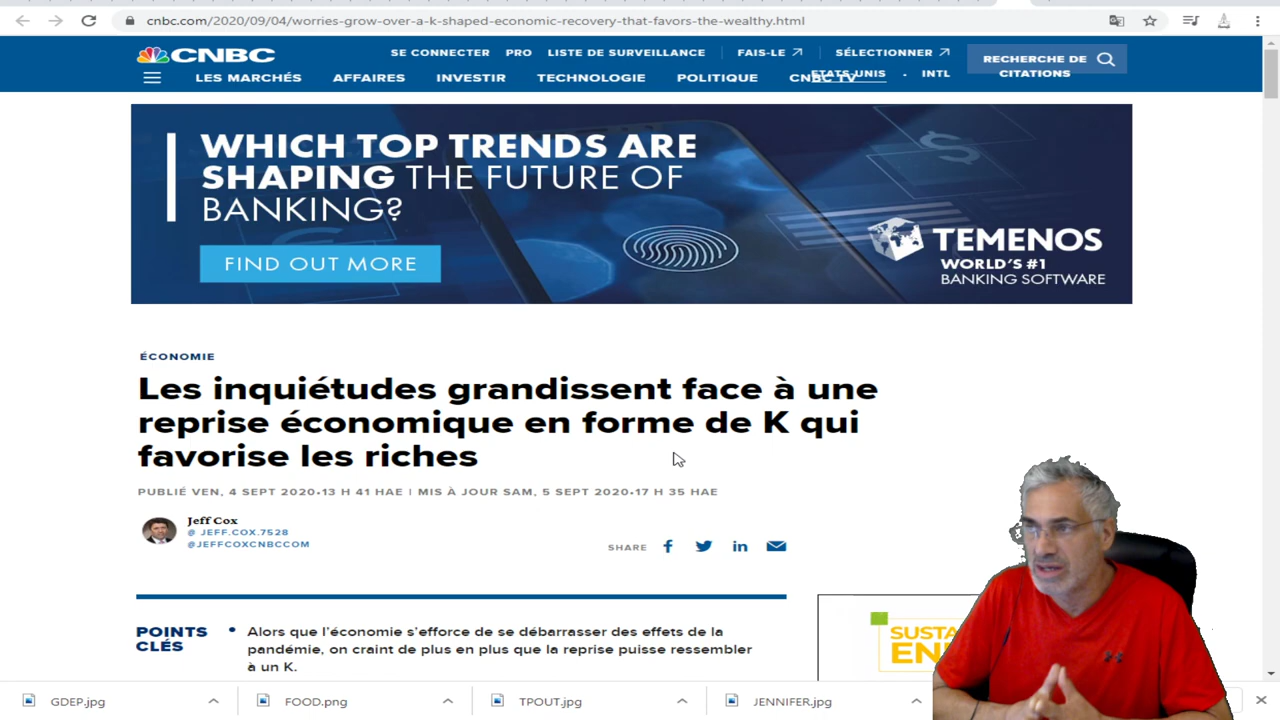 cnbc.com/2020/09/04/worries-grow-over-a-k-shaped-economic-recovery-that-favors-the-wealthy.html
CNBC
SE CONNECTER PRO LISTE DE SURVEILLANCE FAIS-LE SÉLECTIONNER
RECHERCHE DE CITATIONS
LES MARCHÉS AFFAIRES INVESTIR TECHNOLOGIE POLITIQUE CNBC TV
ETATS-UNIS · INTL
WHICH TOP TRENDS ARE
SHAPING THE FUTURE OF
BANKING?
FIND OUT MORE
TEMENOS
WORLD'S #1
BANKING SOFTWARE
ÉCONOMIE
Les inquiétudes grandissent face à une
reprise économique en forme de K qui
favorise les riches
PUBLIÉ VEN, 4 SEPT 2020•13 H 41 HAE | MIS À JOUR SAM, 5 SEPT 2020•17 H 35 HAE
Jeff Cox
@ JEFF.COX.7528
@JEFFCOXCNBCCOM
SHARE
POINTS
CLÉS
• Alors que l'économie s'efforce de se débarrasser des effets de la
pandémie, on craint de plus en plus que la reprise puisse ressembler
à un K.
GDEP.jpg FOOD.png TPOUT.jpg JENNIFER.jpg